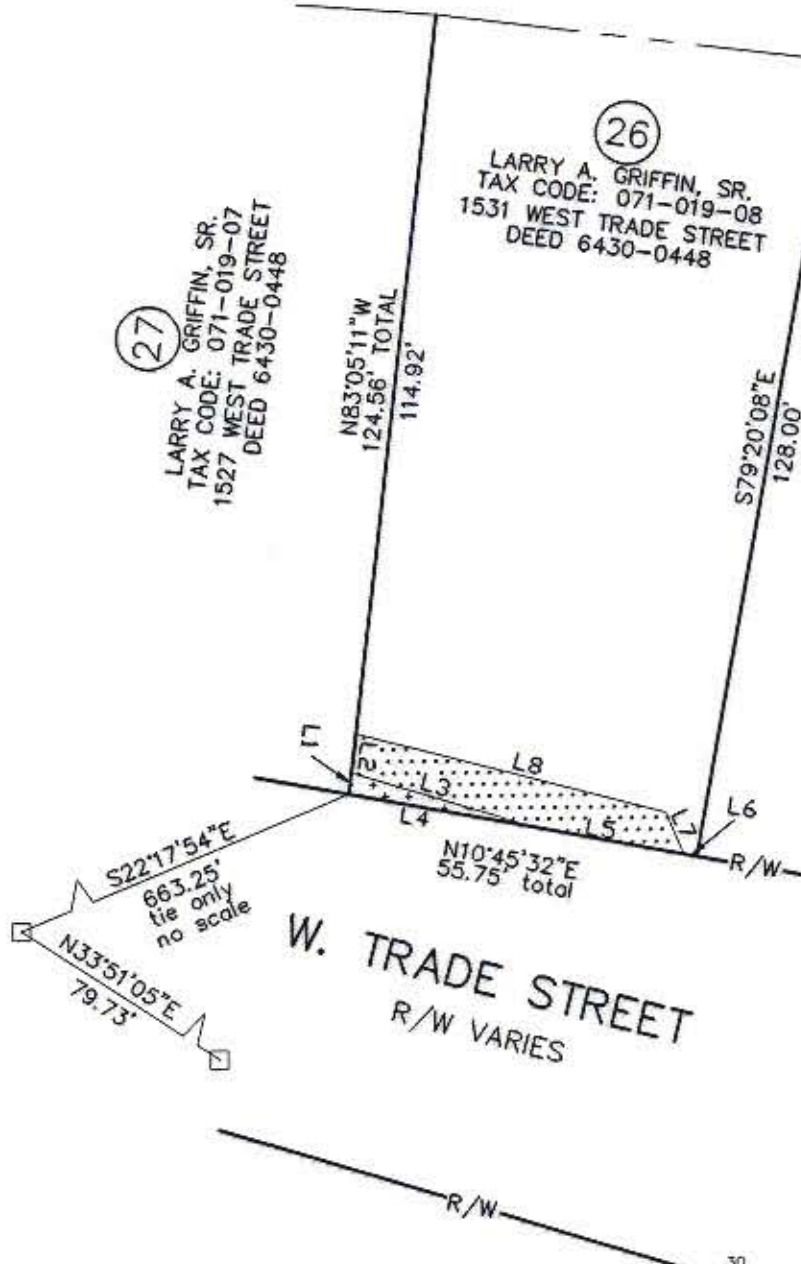 26
LARRY A. GRIFFIN, SR.
TAX CODE: 071-019-08
1531 WEST TRADE STREET
DEED 6430-0448
27
LARRY A. GRIFFIN, SR.
TAX CODE: 071-019-07
1527 WEST TRADE STREET
DEED 6430-0448
N83°05'11"W
124.56' TOTAL
114.92'
S79°20'08"E
128.00'
L1
L2
L8
L3
L4
L5
L7
L6
R/W
N10°45'32"E
55.75' total
S22°17'54"E
663.25'
tie only
no scale
N33°51'05"E
79.73'
W. TRADE STREET
R/W VARIES
R/W